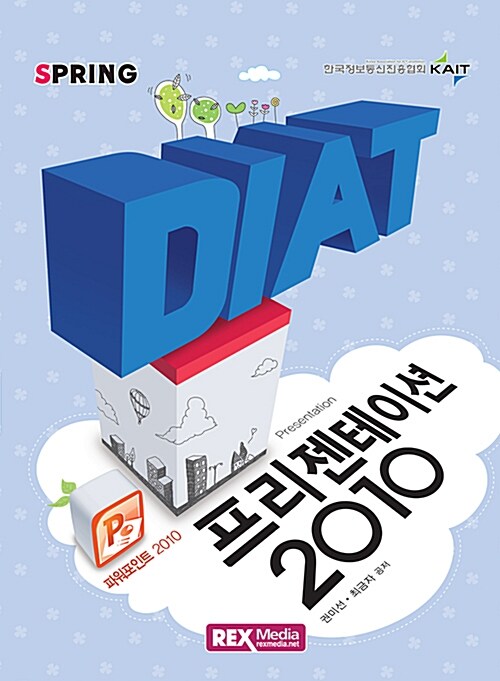 SPRING
한국정보통신진흥협회 KAIT
DIAT
Presentation
프리젠테이션
2010
파워포인트 2010
권미선 • 최금자 공저
REX Media
rexmedia.net